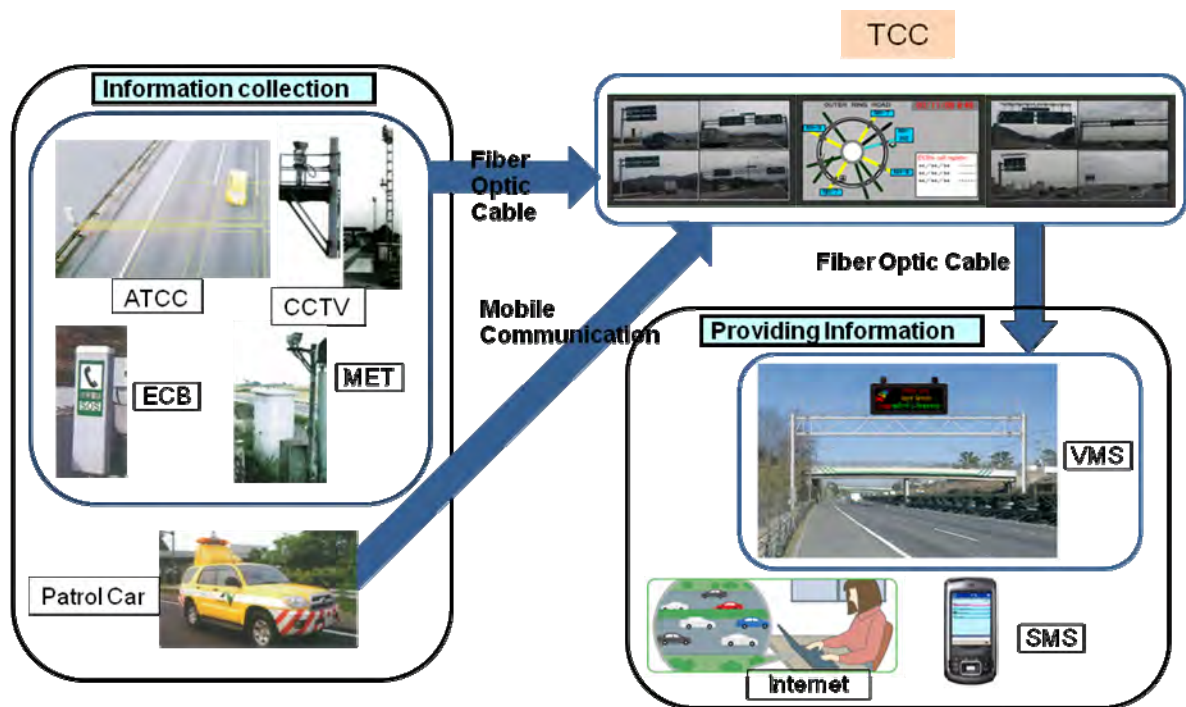 TCC
Information collection
OUTER RING ROAD
Fiber
Optic
Cable
ATCC
CCTV
Fiber Optic Cable
Mobile
Communication
Providing Information
ECB
SOS
MET
VMS
Patrol Car
SMS
Internet